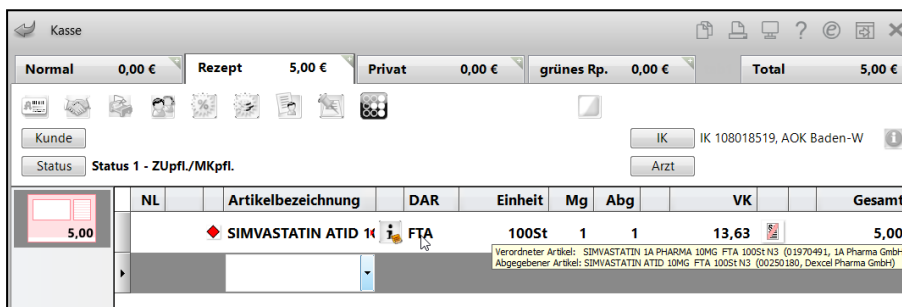 Kasse
Normal 0,00 € Rezept 5,00 € Privat 0,00 € grünes Rp. 0,00 € Total 5,00 €
Kunde IK IK 108018519, AOK Baden-W
Status Status 1 - ZUpfl./MKpfl. Arzt
NL Artikelbezeichnung DAR Einheit Mg Abg VK Gesamt
5,00 SIMVASTATIN ATID 1( FTA 100St 1 1 13,63 5,00
Verordneter Artikel: SIMVASTATIN 1A PHARMA 10MG FTA 100St N3 (01970491, 1A Pharma GmbH
Abgegebener Artikel: SIMVASTATIN ATID 10MG FTA 100St N3 (00250180, Dexcel Pharma GmbH)